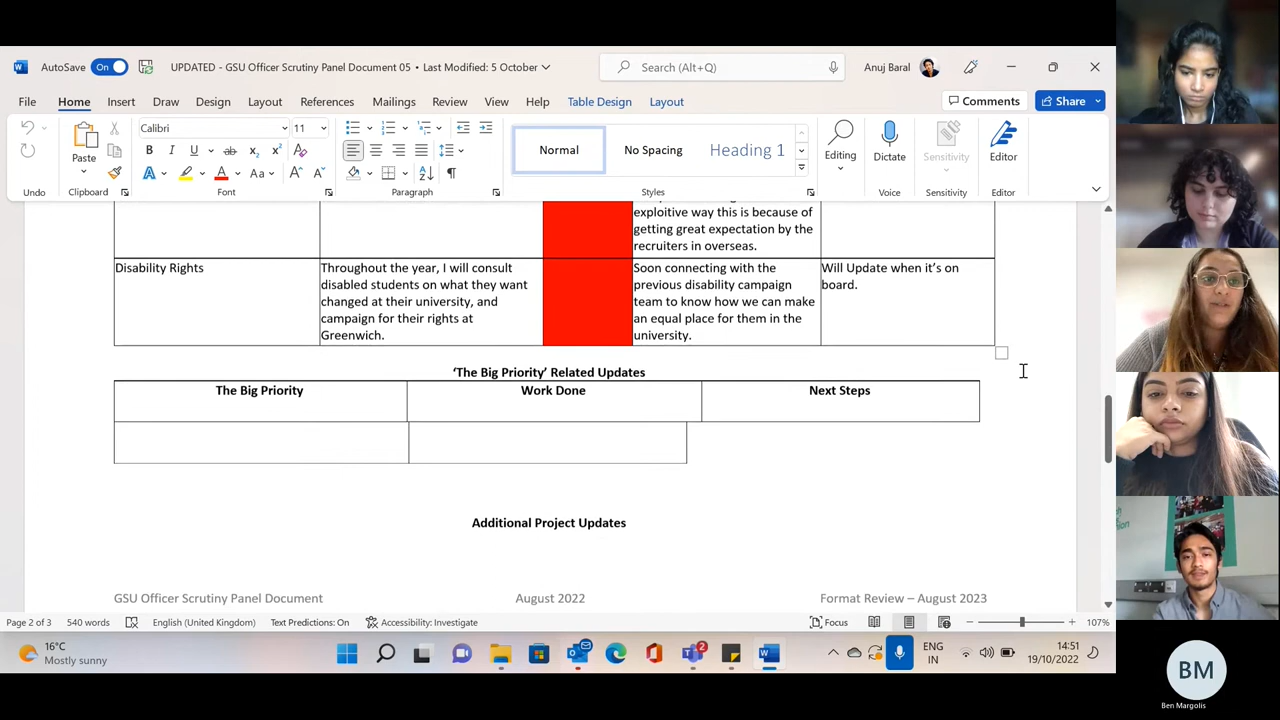 AutoSave On UPDATED - GSU Officer Scrutiny Panel Document 05 • Last Modified: 5 October Search (Alt+Q) Anuj Baral
File Home Insert Draw Design Layout References Mailings Review View Help Table Design Layout Comments Share
Calibri 11
Paste
B I U ab x₂ x² A
A A Aa A A
Normal
No Spacing
Heading 1
Editing
Dictate
Sensitivity
Editor
Undo Clipboard Font Paragraph Styles Voice Sensitivity Editor
exploitive way this is because of
getting great expectation by the
recruiters in overseas.
Disability Rights
Throughout the year, I will consult
disabled students on what they want
changed at their university, and
campaign for their rights at
Greenwich.
Soon connecting with the
previous disability campaign
team to know how we can make
an equal place for them in the
university.
Will Update when it’s on
board.
‘The Big Priority’ Related Updates
The Big Priority Work Done Next Steps
Additional Project Updates
GSU Officer Scrutiny Panel Document August 2022 Format Review – August 2023
Page 2 of 3 540 words English (United Kingdom) Text Predictions: On Accessibility: Investigate Focus 107%
16°C
Mostly sunny
2
ENG
IN
14:51
19/10/2022
BM
Ben Margolis